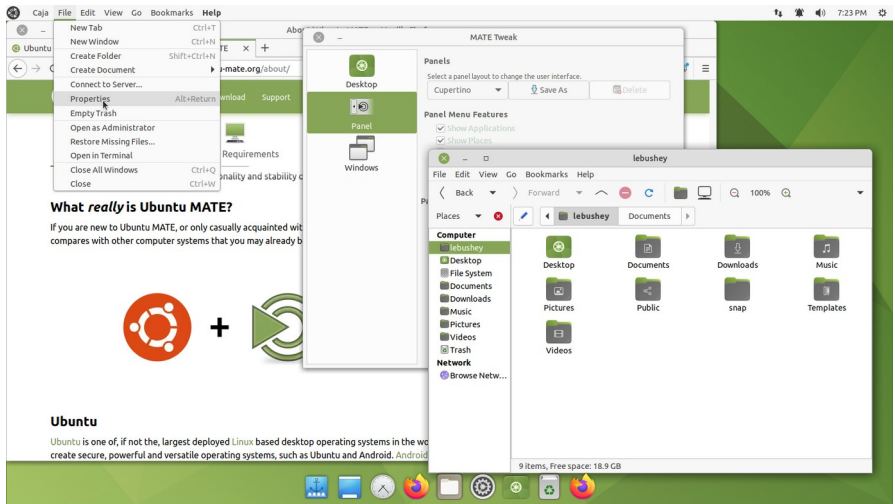 Caja File Edit View Go Bookmarks Help
7:23 PM
New Tab Ctrl+T
New Window Ctrl+N
Create Folder Shift+Ctrl+N
Create Document
Connect to Server...
Properties Alt+Return
Empty Trash
Open as Administrator
Restore Missing Files...
Open in Terminal
Close All Windows Ctrl+Q
Close Ctrl+W
Ubuntu
TE
-mate.org/about/
wnload Support
Requirements
onality and stability o
What really is Ubuntu MATE?
If you are new to Ubuntu MATE, or only casually acquainted wit
compares with other computer systems that you may already b
+
Ubuntu
Ubuntu is one of, if not the, largest deployed Linux based desktop operating systems in the wo
create secure, powerful and versatile operating systems, such as Ubuntu and Android. Android
MATE Tweak
Desktop
Panel
Windows
Panels
Select a panel layout to change the user interface.
Cupertino Save As Delete
Panel Menu Features
Show Applications
Show Places
lebushey
File Edit View Go Bookmarks Help
Back Forward 100%
Places lebushey Documents
Computer
lebushey
Desktop
File System
Documents
Downloads
Music
Pictures
Videos
Trash
Network
Browse Netw...
Desktop Documents Downloads Music
Pictures Public snap Templates
Videos
9 items, Free space: 18.9 GB